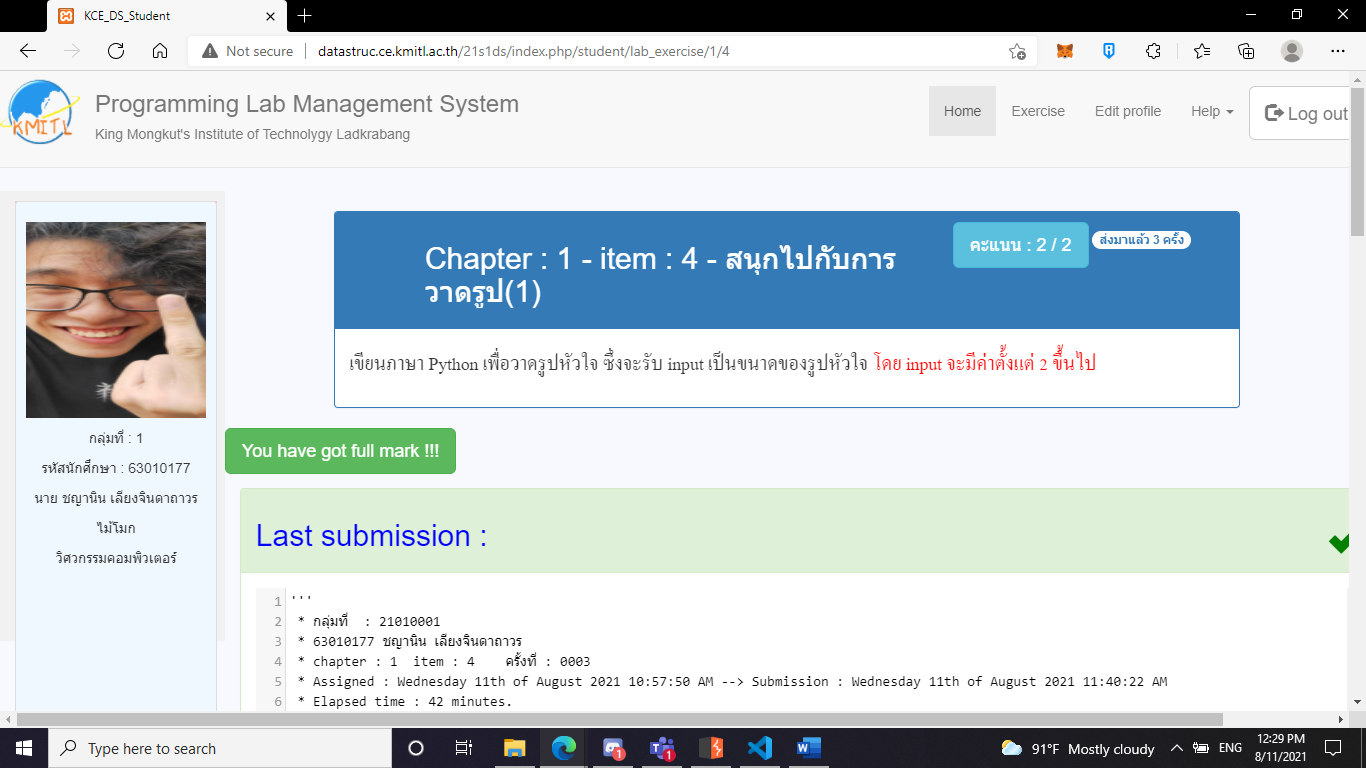 KCE_DS_Student
Not secure
datastruc.ce.kmitl.ac.th/21s1ds/index.php/student/lab_exercise/1/4
KMITL
Programming Lab Management System
King Mongkut's Institute of Technolygy Ladkrabang
Home
Exercise
Edit profile
Help
Log out
Chapter : 1 - item : 4 - สนุกไปกับการ
วาดรูป(1)
คะแนน : 2 / 2
ส่งมาแล้ว 3 ครั้ง
เขียนภาษา Python เพื่อวาดรูปหัวใจ ซึ้งจะรับ input เป็นขนาดของรูปหัวใจ โดย input จะมีค่าตั้งแต่ 2 ขึ้นไป
กลุ่มที่ : 1
รหัสนักศึกษา : 63010177
นาย ชญานิน เลียงจินดาถาวร
ไม้โมก
วิศวกรรมคอมพิวเตอร์
You have got full mark !!!
Last submission :
1 '''
2 * กลุ่มที่ : 21010001
3 * 63010177 ชญานิน เลียงจินดาถาวร
4 * chapter : 1 item : 4 ครั้งที่ : 0003
5 * Assigned : Wednesday 11th of August 2021 10:57:50 AM --> Submission : Wednesday 11th of August 2021 11:40:22 AM
6 * Elapsed time : 42 minutes.
Type here to search
1
1
91°F Mostly cloudy
ENG
12:29 PM
8/11/2021